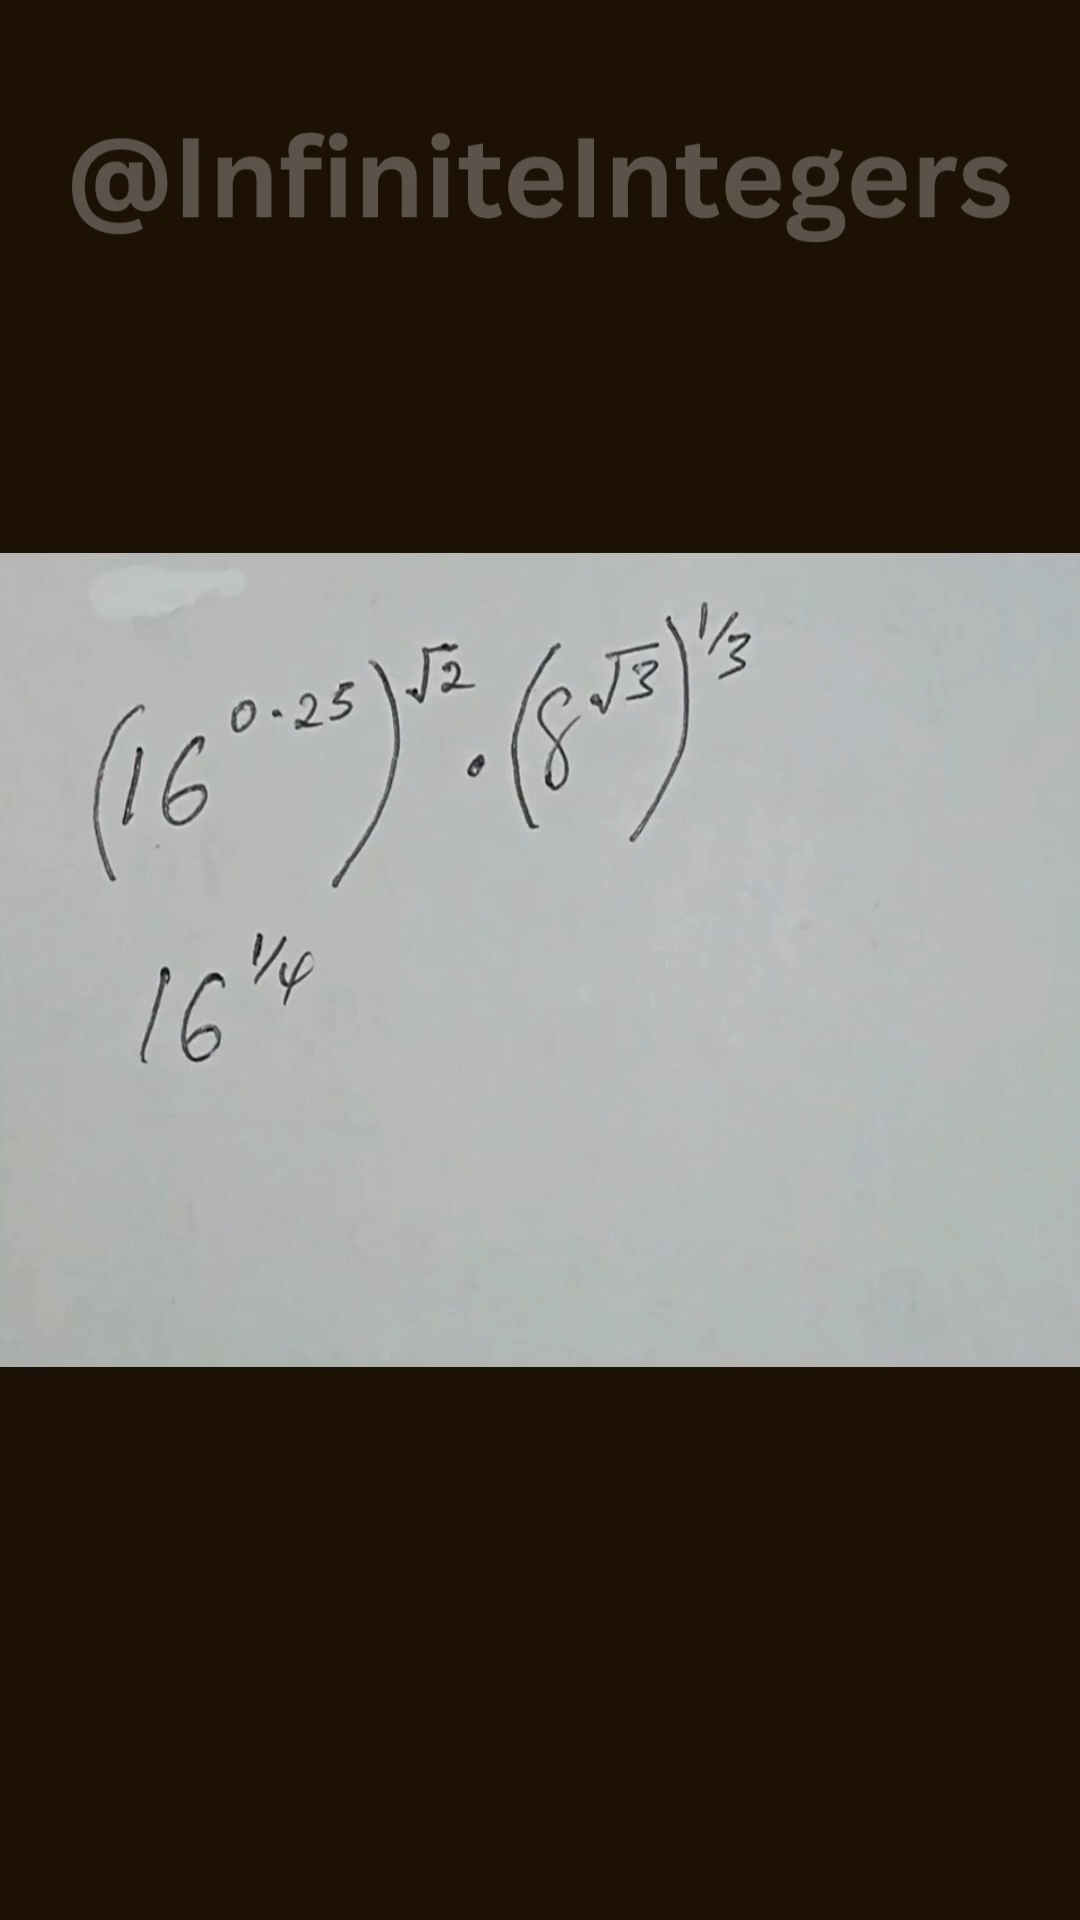 @InfiniteIntegers
(16^0.25)^√2 · (8^√3)^1/3
16^1/4